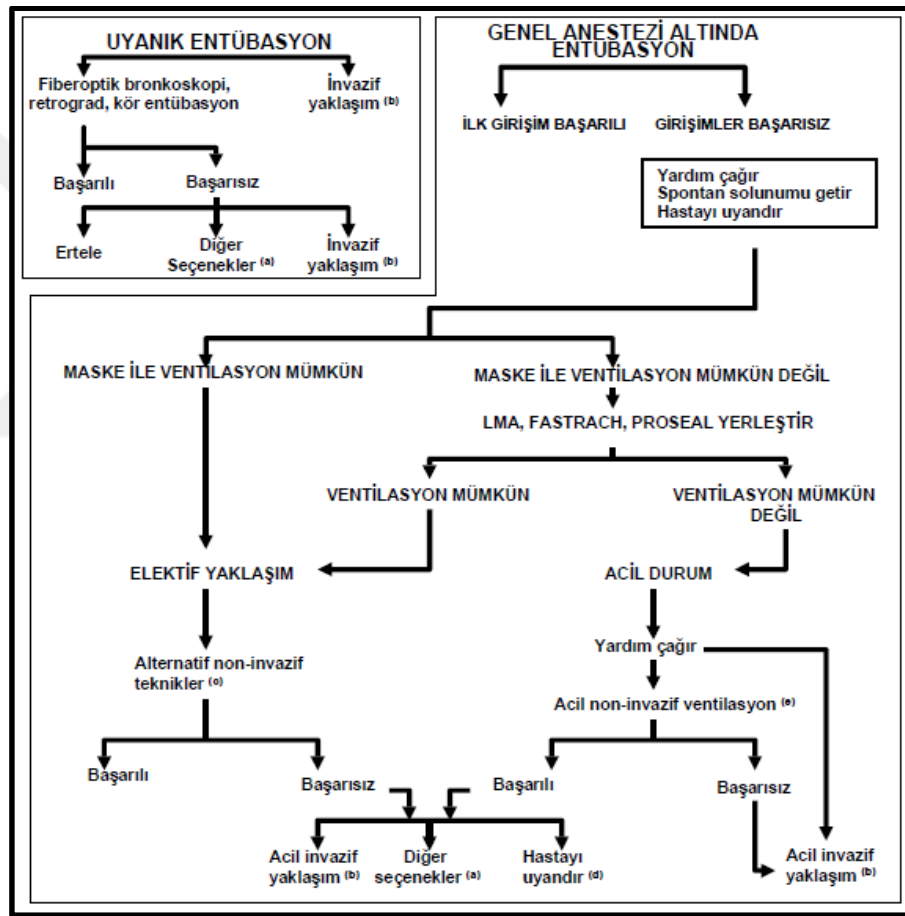 UYANIK ENTÜBASYON
Fiberoptik bronkoskopi,
retrograd, kör entübasyon
İnvazif
yaklaşım (b)
Başarılı
Başarısız
Ertele
Diğer
Seçenekler (a)
İnvazif
yaklaşım (b)
GENEL ANESTEZİ ALTINDA
ENTÜBASYON
İLK GİRİŞİM BAŞARILI
GİRİŞİMLER BAŞARISIZ
Yardım çağır
Spontan solunumu getir
Hastayı uyandır
MASKE İLE VENTİLASYON MÜMKÜN
MASKE İLE VENTİLASYON MÜMKÜN DEĞİL
LMA, FASTRACH, PROSEAL YERLEŞTİR
VENTİLASYON MÜMKÜN
VENTİLASYON MÜMKÜN
DEĞİL
ELEKTİF YAKLAŞIM
ACİL DURUM
Alternatif non-invazif
teknikler (c)
Yardım çağır
Acil non-invazif ventilasyon (e)
Başarılı
Başarısız
Başarılı
Başarısız
Acil invazif
yaklaşım (b)
Diğer
seçenekler (a)
Hastayı
uyandır (d)
Acil invazif
yaklaşım (b)